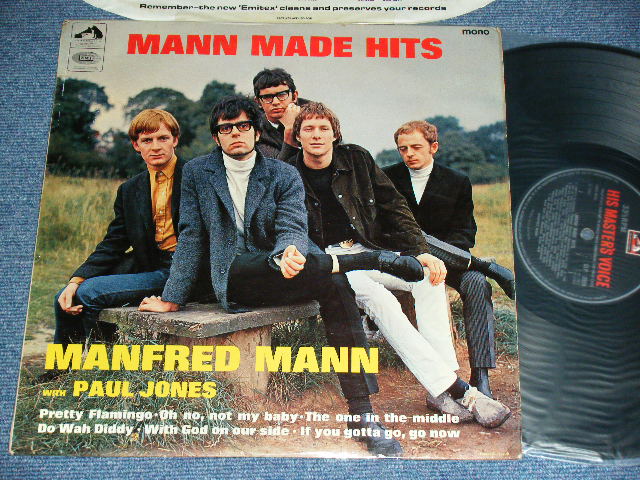 Remember—the new 'Emitex' cleans and preserves your records
MANN MADE HITS
mono
EMI
MANFRED MANN
WITH PAUL JONES
Pretty Flamingo · Oh no, not my baby · The one in the middle
Do Wah Diddy · With God on our side · If you gotta go, go now
HIS MASTER'S VOICE